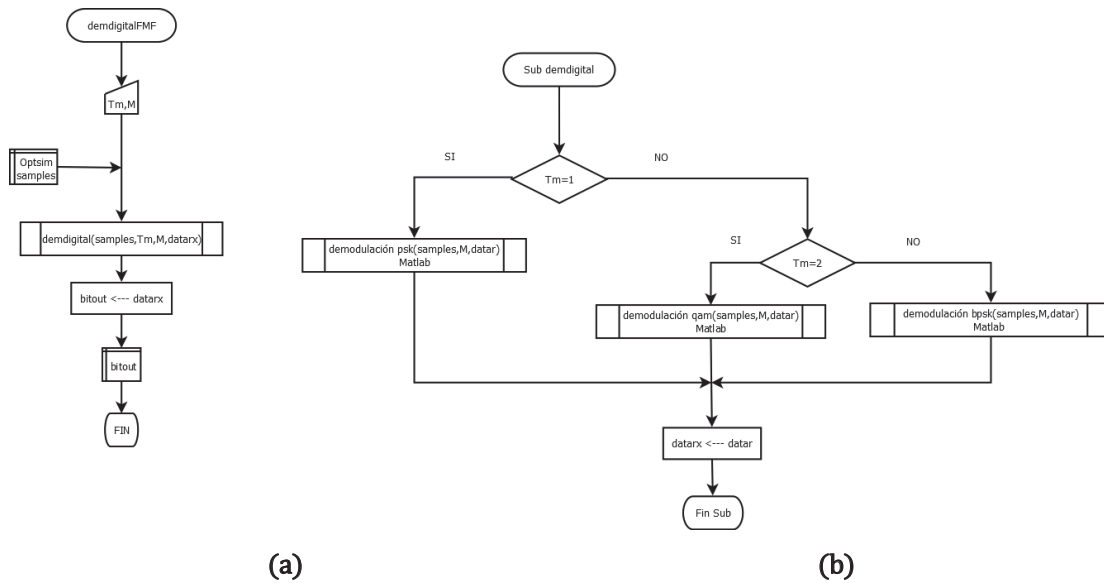 demdigitalFMF
Tm,M
Optsim
samples
demdigital(samples,Tm,M,datarx)
bitout <--- datarx
bitout
FIN
(a)
Sub demdigital
SI
NO
Tm=1
demodulación psk(samples,M,datar)
Matlab
SI
NO
Tm=2
demodulación qam(samples,M,datar)
Matlab
demodulación bpsk(samples,M,datar)
Matlab
datarx <--- datar
Fin Sub
(b)